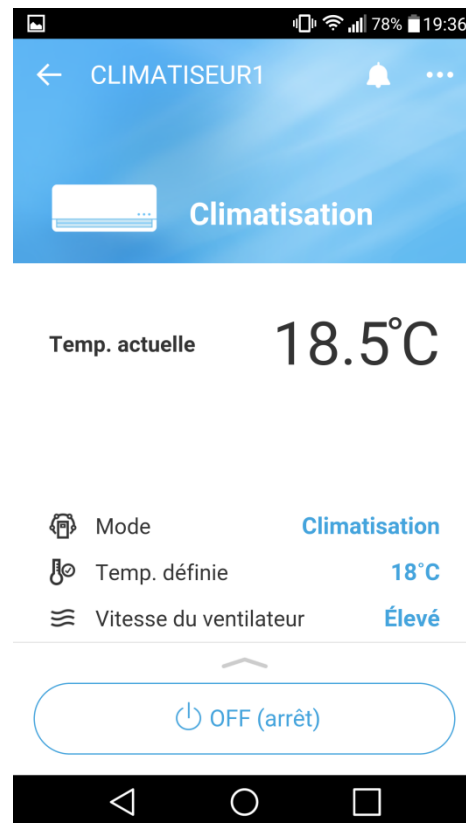 78% 19:36
CLIMATISEUR1
Climatisation
Temp. actuelle 18.5°C
Mode Climatisation
Temp. définie 18°C
Vitesse du ventilateur Élevé
OFF (arrêt)